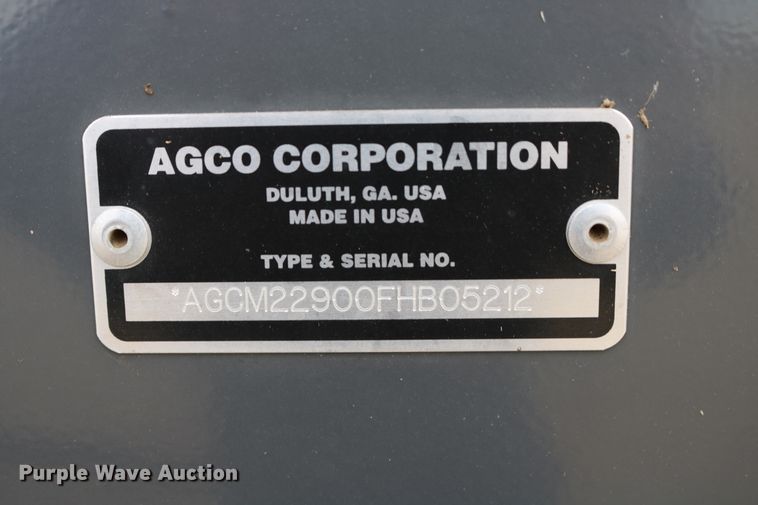 AGCO CORPORATION
DULUTH, GA. USA
MADE IN USA
TYPE & SERIAL NO.
*AGCM22900FHB05212*
Purple Wave Auction